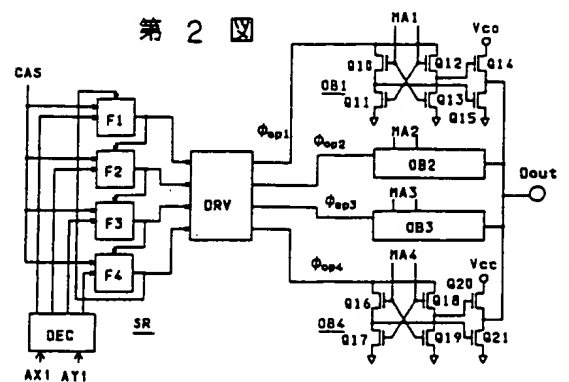 第 2 図
MA1
Vco
CAS
Q10
Q12
Q14
F1
OB1
Q11
Q13
Q15
φop1
F2
φop2
MA2
OB2
Dout
DRV
F3
φop3
MA3
OB3
F4
φop4
MA4
Vcc
Q20
Q16
Q18
DEC
SR
OB4
Q17
Q19
Q21
AX1 AY1